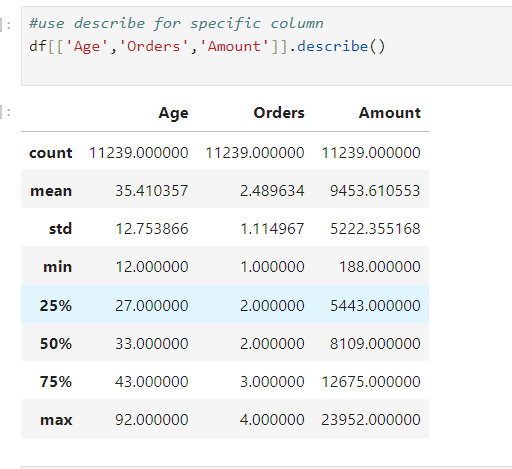 ]:
#use describe for specific column
df[['Age','Orders','Amount']].describe()
]:
Age Orders Amount
count 11239.000000 11239.000000 11239.000000
mean 35.410357 2.489634 9453.610553
std 12.753866 1.114967 5222.355168
min 12.000000 1.000000 188.000000
25% 27.000000 2.000000 5443.000000
50% 33.000000 2.000000 8109.000000
75% 43.000000 3.000000 12675.000000
max 92.000000 4.000000 23952.000000